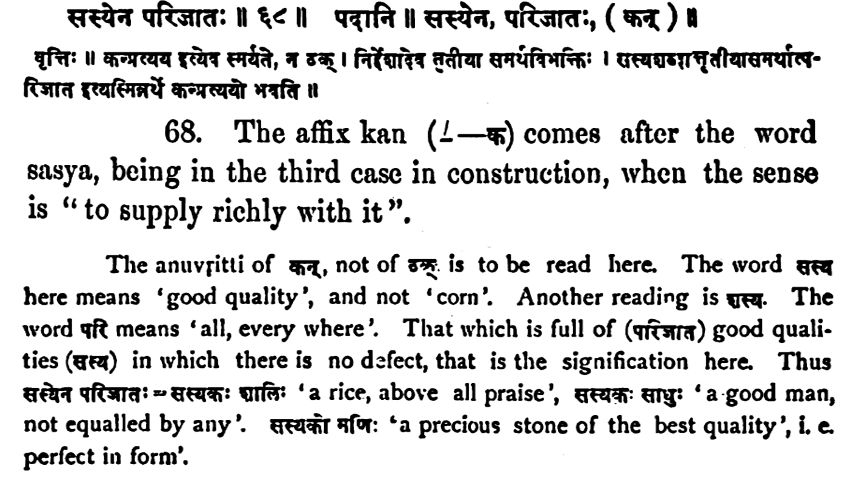 सस्येन परिजातः ॥ ६८ ॥ पदानि ॥ सस्येन, परिजातः, ( कन् ) ॥
वृत्तिः ॥ कन्प्रत्यय इत्येव स्मर्यते, न ठक् । निर्देशादेव तृतीया समर्थविभक्तिः । सस्यशब्दात्तृतीयासमर्थात्प-
रिजात इत्यस्मिन्नर्थे कन्प्रत्ययो भवति ॥
68. The affix kan (⊥—क) comes after the word
sasya, being in the third case in construction, when the sense
is “to supply richly with it”.
The anuvṛitti of कन्, not of ठक् is to be read here. The word सस्य
here means ‘good quality’, and not ‘corn’. Another reading is शस्य. The
word परि means ‘all, every where’. That which is full of (परिजात) good quali-
ties (सस्य) in which there is no defect, that is the signification here. Thus
सस्येन परिजातः = सस्यकः शालिः ‘a rice, above all praise’, सस्यकः साधुः ‘a good man,
not equalled by any’. सस्यको मणिः ‘a precious stone of the best quality’, i. e.
perfect in form’.